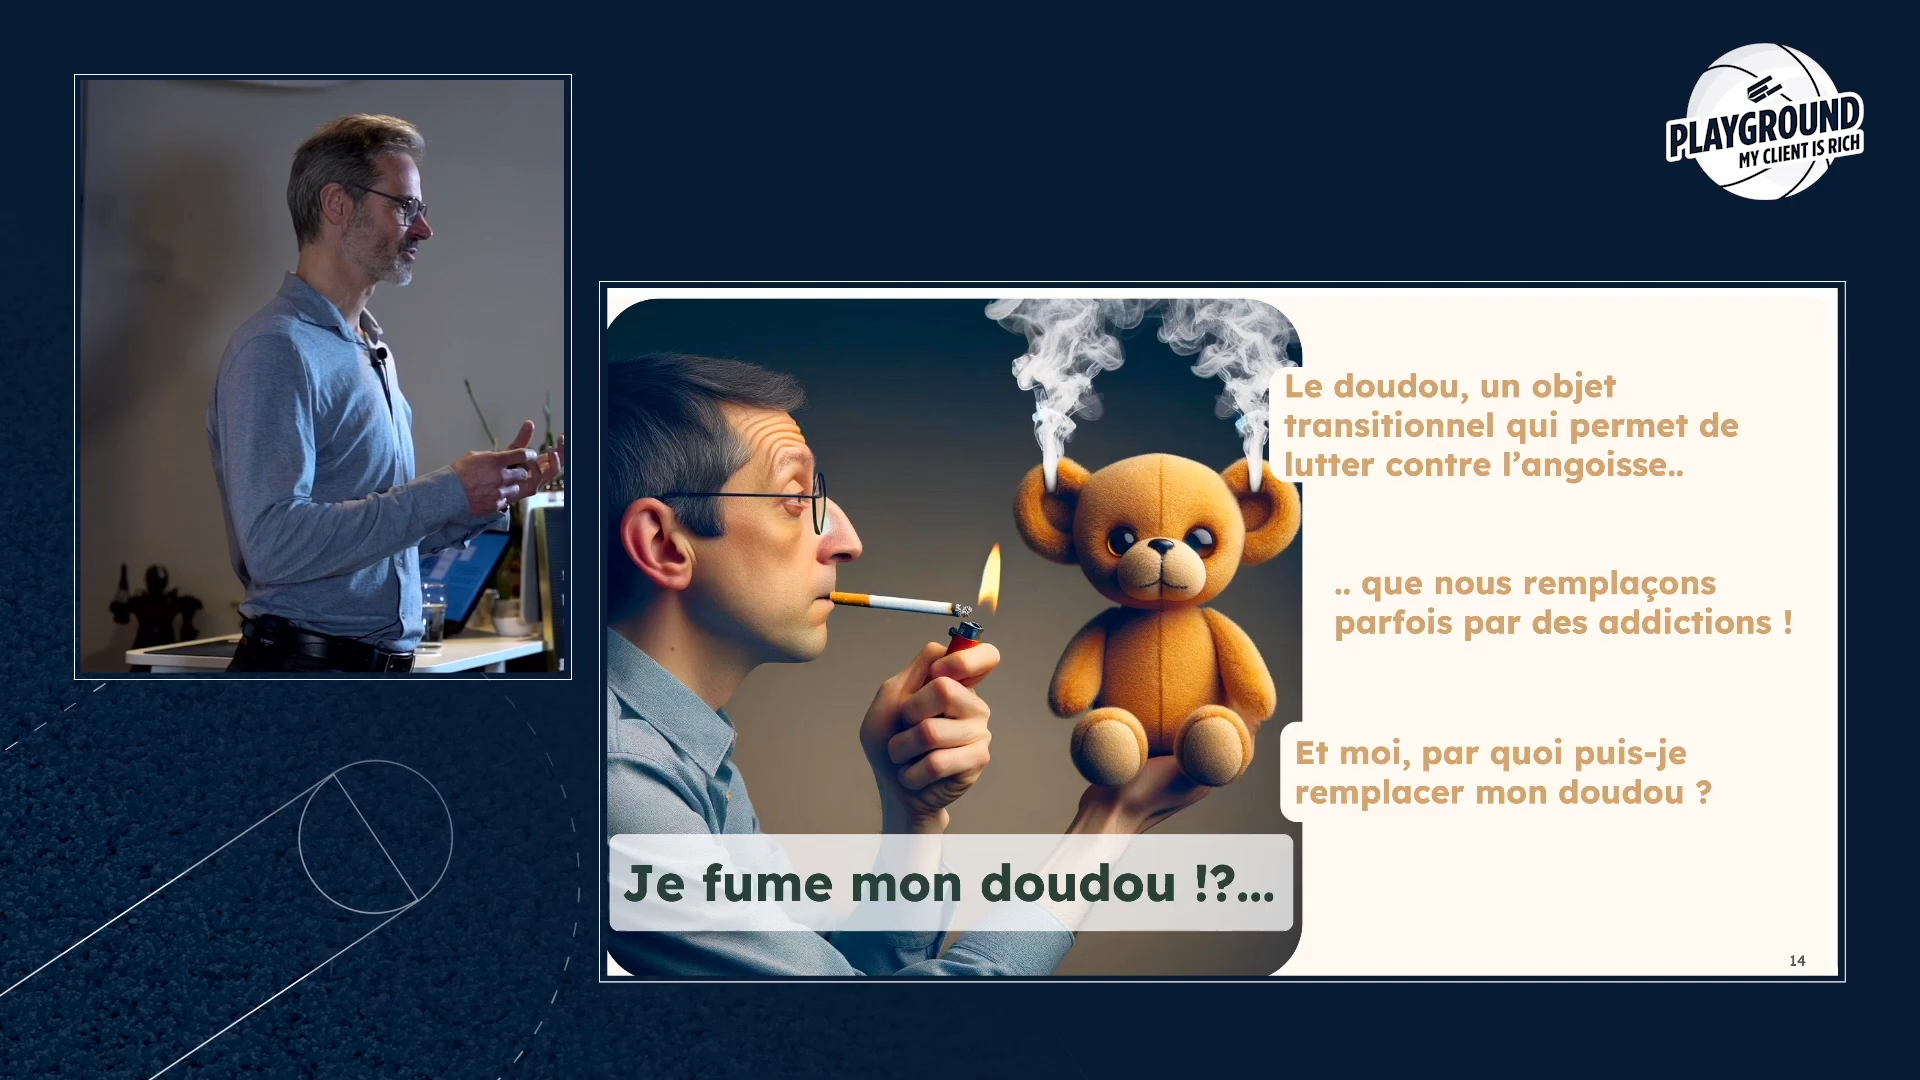 PLAYGROUND
MY CLIENT IS RICH
Le doudou, un objet
transitionnel qui permet de
lutter contre l’angoisse..
.. que nous remplaçons
parfois par des addictions !
Et moi, par quoi puis-je
remplacer mon doudou ?
Je fume mon doudou !?...
14